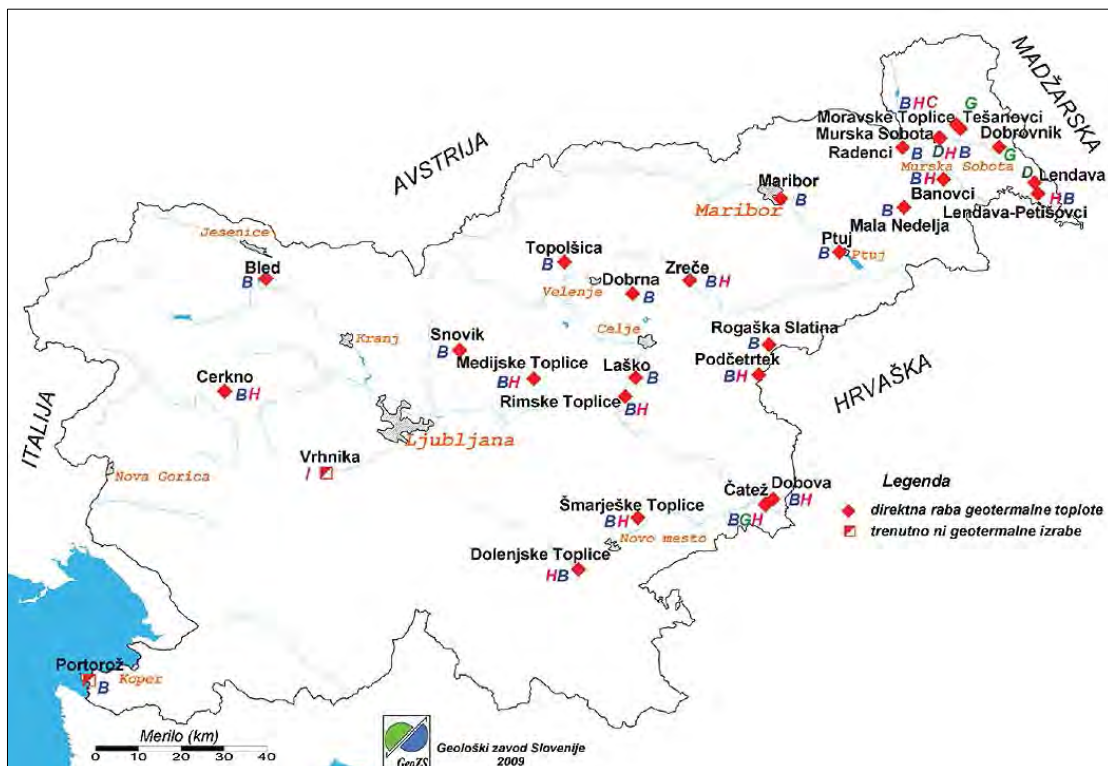 MADŽARSKA
AVSTRIJA
ITALIJA
HRVAŠKA
B H C G
Moravske Toplice Tešanovci
Murska Sobota Dobrovnik
Radenci B D H B G
Murska Sobota
D Lendava
B H
Banovci
H B
Lendava-Petišovci
B
Mala Nedelja
Maribor
Maribor B
Ptuj
B Ptuj
Jesenice
Bled
B
Topolšica
B
Velenje
Dobrna
B
Zreče
B H
Celje
Kranj
Snovik
B
Medijske Toplice
B H
Laško
B
Rimske Toplice
B H
Rogaška Slatina
B
Podčetrtek
B H
Cerkno
B H
Ljubljana
Vrhnika
I
Nova Gorica
Čatež Dobova
B G H B H
Šmarješke Toplice
B H
Novo mesto
Dolenjske Toplice
H B
Portorož
B Koper
Legenda
direktna raba geotermalne toplote
trenutno ni geotermalne izrabe
Merilo (km)
0 10 20 30 40
GeoZS
Geološki zavod Slovenije
2009